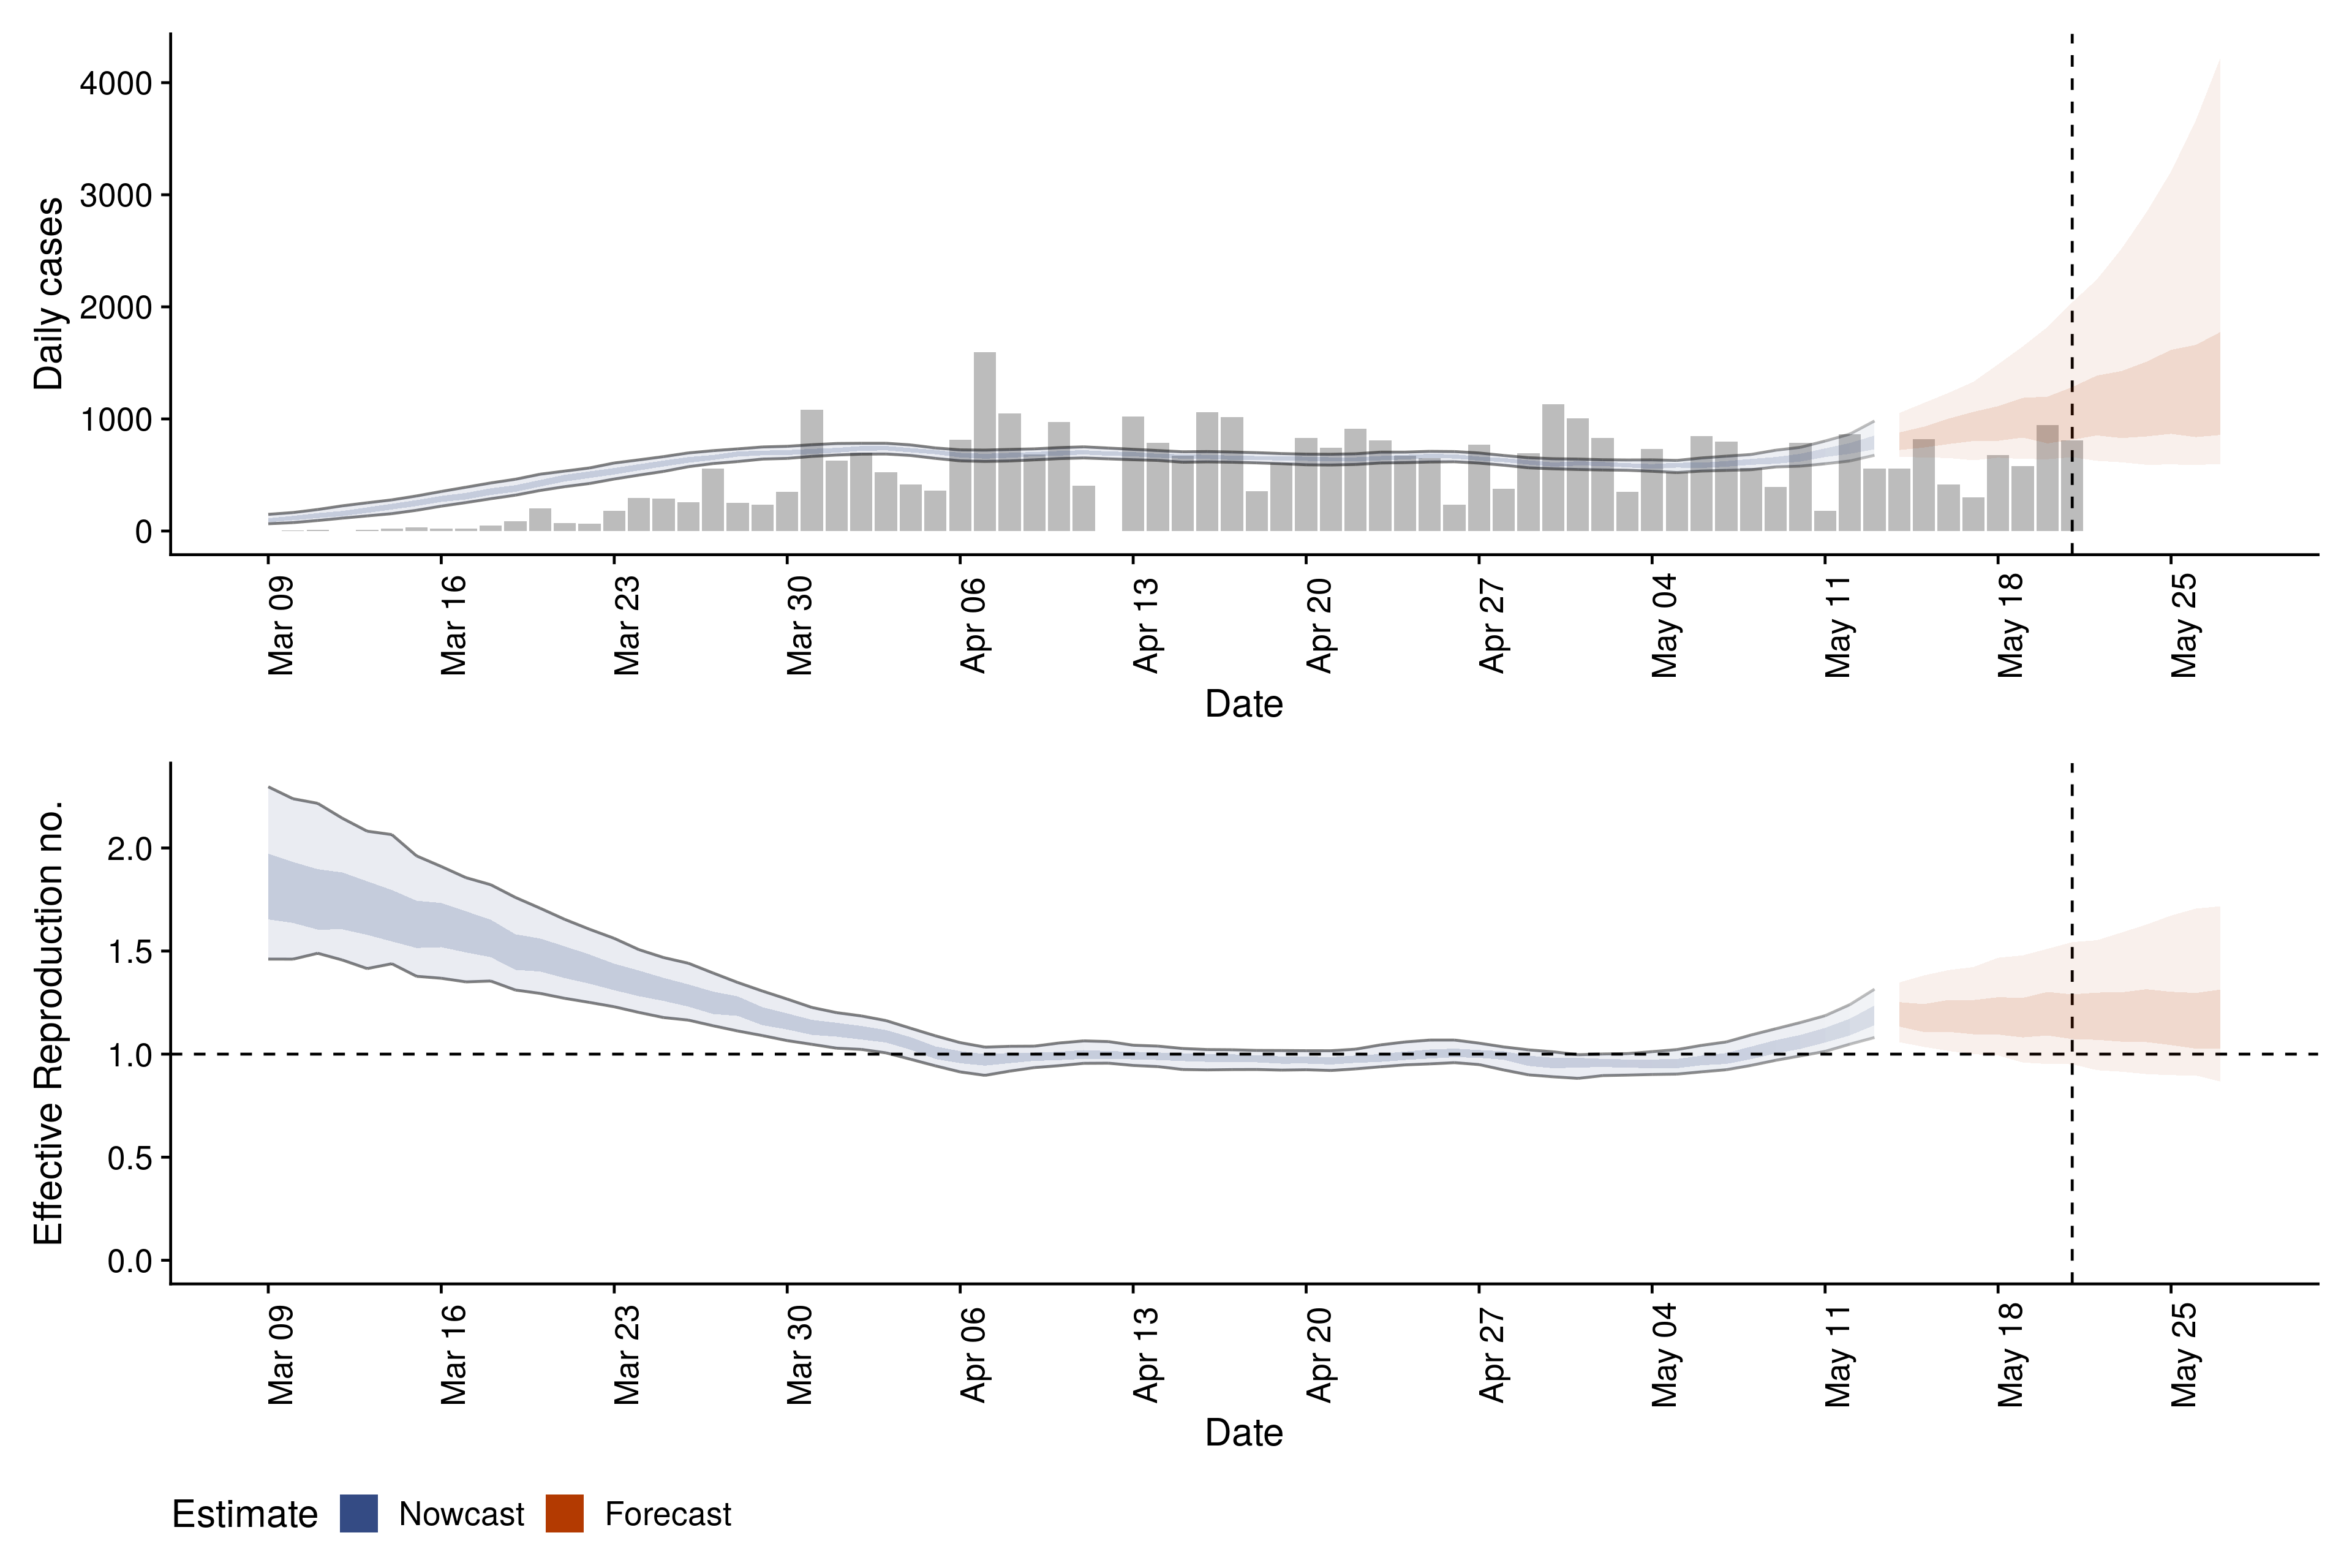 Daily cases
4000
3000
2000
1000
0
Mar 09
Mar 16
Mar 23
Mar 30
Apr 06
Apr 13
Apr 20
Apr 27
May 04
May 11
May 18
May 25
Date
Effective Reproduction no.
2.0
1.5
1.0
0.5
0.0
Mar 09
Mar 16
Mar 23
Mar 30
Apr 06
Apr 13
Apr 20
Apr 27
May 04
May 11
May 18
May 25
Date
Estimate Nowcast Forecast